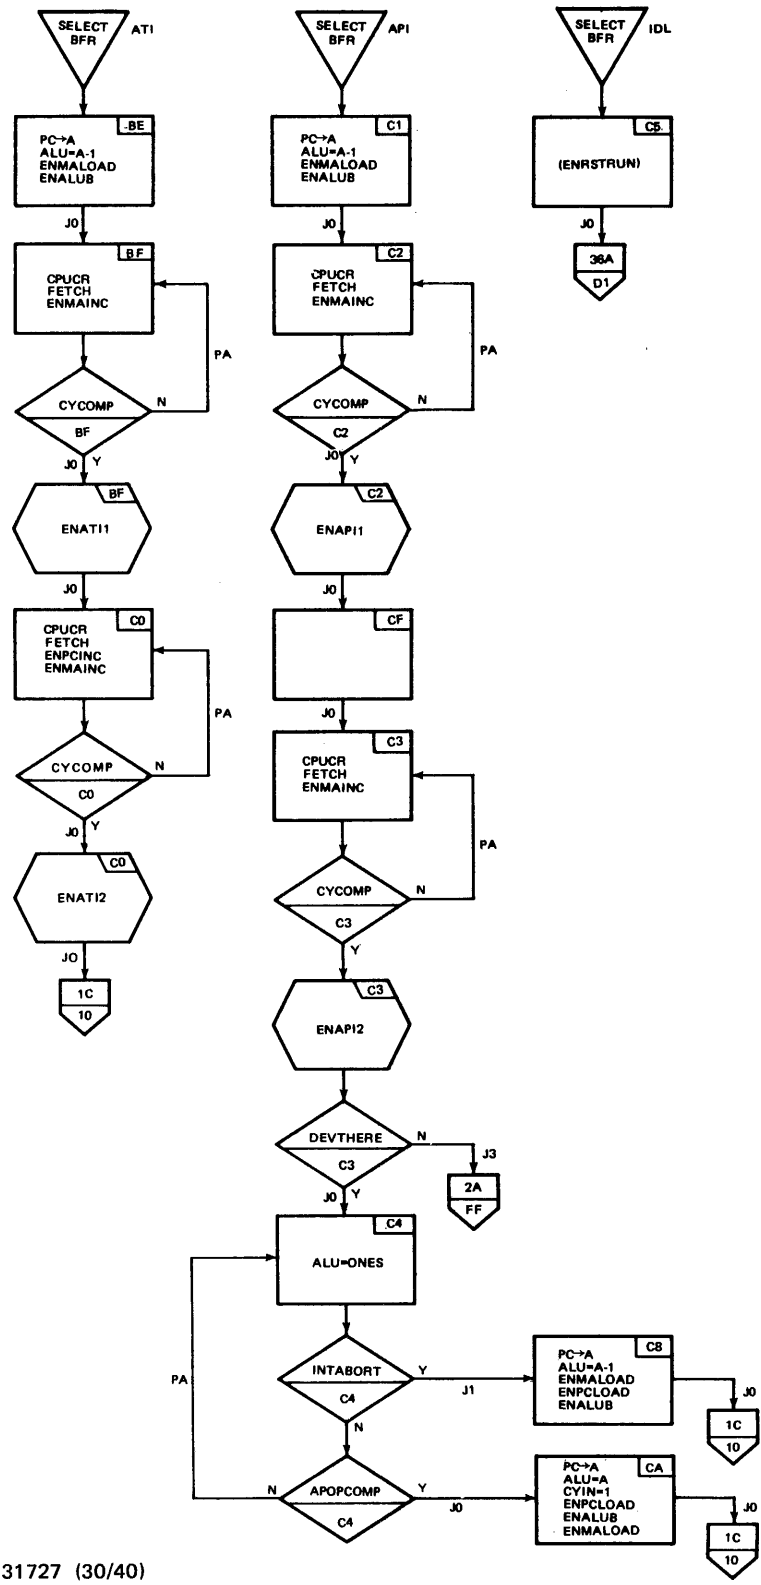 SELECT
BFR
ATI
-BE
PC→A
ALU=A-1
ENMALOAD
ENALUB
J0
BF
CPUCR
FETCH
ENMAINC
PA
CYCOMP
N
BF
J0 Y
BF
ENATI1
J0
C0
CPUCR
FETCH
ENPCINC
ENMAINC
PA
CYCOMP
N
C0
J0 Y
C0
ENATI2
JO
1C
10
SELECT
BFR
API
C1
PC→A
ALU=A-1
ENMALOAD
ENALUB
J0
C2
CPUCR
FETCH
ENMAINC
PA
CYCOMP
N
C2
J0 Y
C2
ENAPI1
J0
CF
J0
C3
CPUCR
FETCH
ENMAINC
PA
CYCOMP
N
C3
Y
C3
ENAPI2
DEVTHERE
N
C3
J3
2A
FF
J0 Y
C4
ALU=ONES
PA
INTABORT
Y
J1
C4
N
C8
PC→A
ALU=A-1
ENMALOAD
ENPCLOAD
ENALUB
J0
1C
10
N
APOPCOMP
Y
J0
C4
CA
PC→A
ALU=A
CYIN=1
ENPCLOAD
ENALUB
ENMALOAD
J0
1C
10
SELECT
BFR
IDL
C5.
(ENRSTRUN)
J0
36A
D1
31727 (30/40)